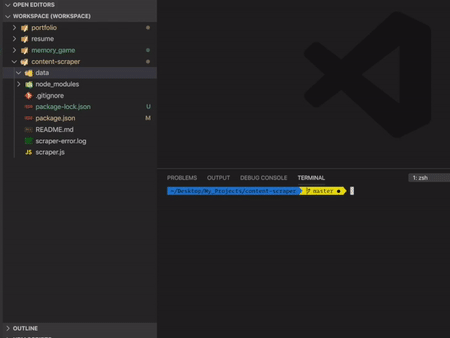 OPEN EDITORS
WORKSPACE (WORKSPACE)
portfolio
resume
memory_game
content-scraper
data
node_modules
.gitignore
package-lock.json U
package.json M
README.md
scraper-error.log
JS scraper.js
OUTLINE
PROBLEMS OUTPUT DEBUG CONSOLE TERMINAL 1: zsh
~/Desktop/My_Projects/content-scraper master